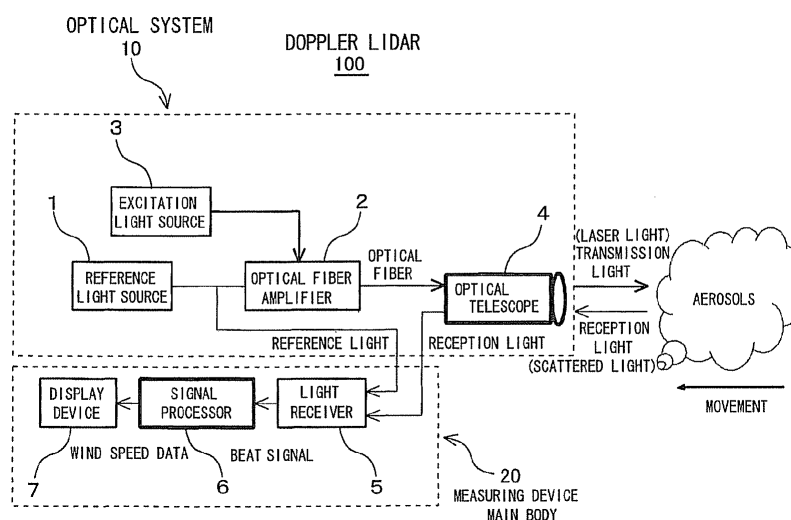 OPTICAL SYSTEM
10
DOPPLER LIDAR
100
3
EXCITATION
LIGHT SOURCE
1
REFERENCE
LIGHT SOURCE
2
OPTICAL FIBER
AMPLIFIER
OPTICAL
FIBER
4
OPTICAL
TELESCOPE
(LASER LIGHT)
TRANSMISSION
LIGHT
AEROSOLS
RECEPTION
LIGHT
(SCATTERED LIGHT)
MOVEMENT
REFERENCE LIGHT
RECEPTION LIGHT
DISPLAY
DEVICE
SIGNAL
PROCESSOR
LIGHT
RECEIVER
WIND SPEED DATA
BEAT SIGNAL
7
6
5
20
MEASURING DEVICE
MAIN BODY